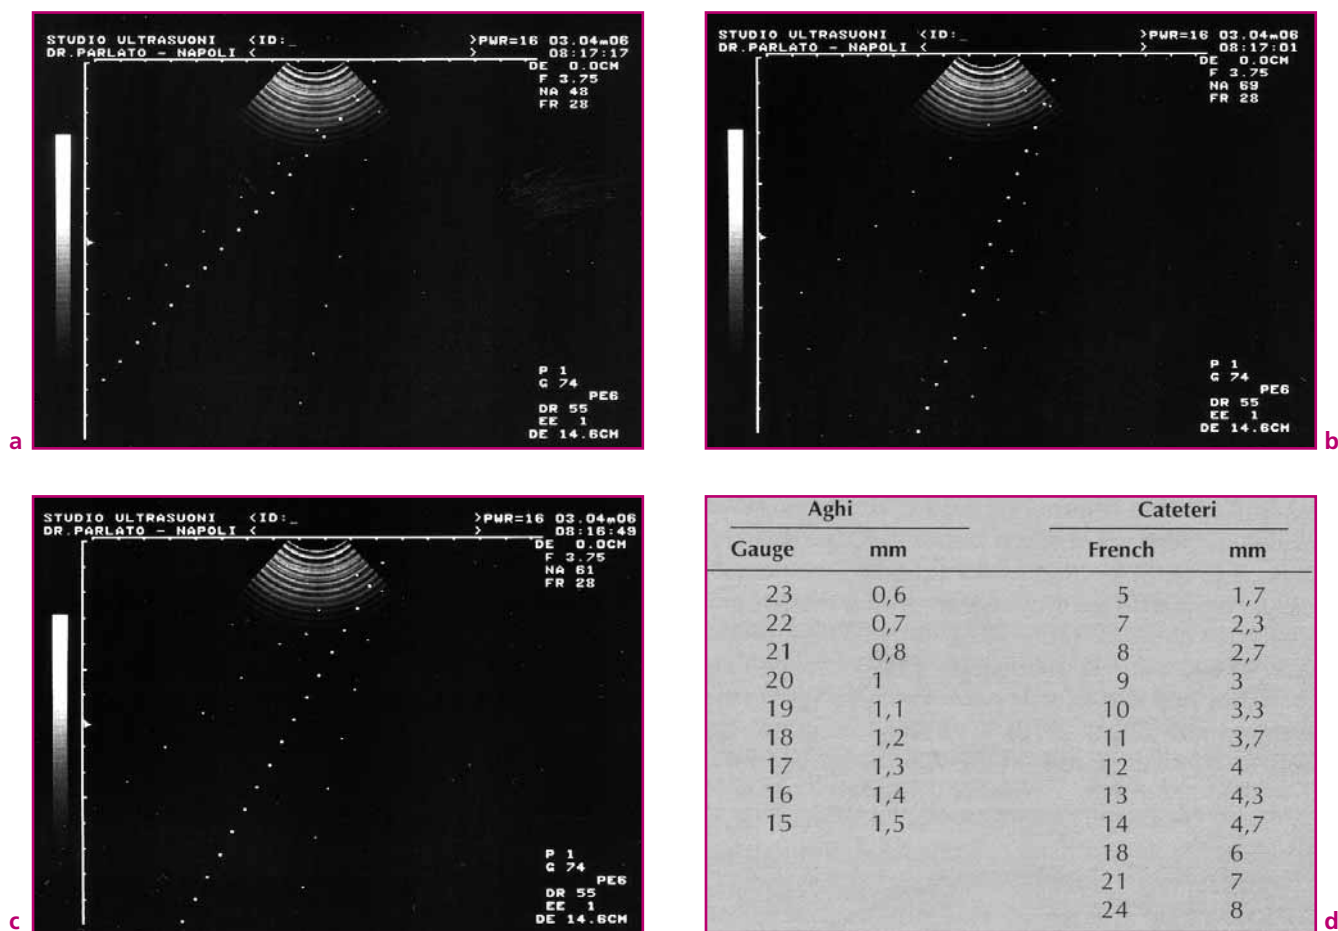 STUDIO ULTRASUONI <ID:_ >PWR=16 03.04m06
DR.PARLATO - NAPOLI < > 08:17:17
DE 0.0CM
F 3.75
NA 48
FR 28
P 1
G 74
PE6
DR 55
EE 1
DE 14.6CM
a
STUDIO ULTRASUONI <ID:_ >PWR=16 03.04m06
DR.PARLATO - NAPOLI < > 08:17:01
DE 0.0CM
F 3.75
NA 69
FR 28
P 1
G 74
PE6
DR 55
EE 1
DE 14.6CM
b
STUDIO ULTRASUONI <ID:_ >PWR=16 03.04m06
DR.PARLATO - NAPOLI < > 08:16:49
DE 0.0CM
F 3.75
NA 61
FR 28
P 1
G 74
PE6
DR 55
EE 1
DE 14.6CM
c
Aghi Cateteri
Gauge mm French mm
23 0,6 5 1,7
22 0,7 7 2,3
21 0,8 8 2,7
20 1 9 3
19 1,1 10 3,3
18 1,2 11 3,7
17 1,3 12 4
16 1,4 13 4,3
15 1,5 14 4,7
18 6
21 7
24 8
d